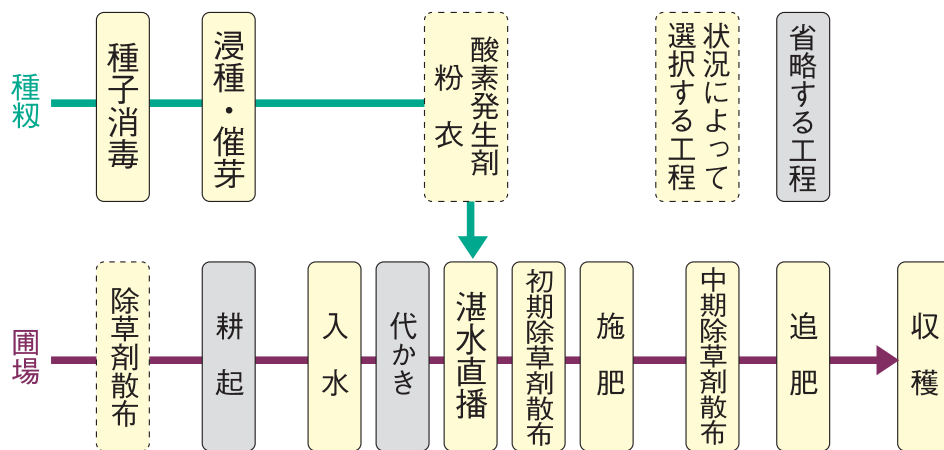 種籾
種子消毒
浸種・催芽
酸素発生剤
粉衣
状況によって
選択する工程
省略する工程
圃場
除草剤散布
耕起
入水
代かき
湛水直播
初期除草剤散布
施肥
中期除草剤散布
追肥
収穫